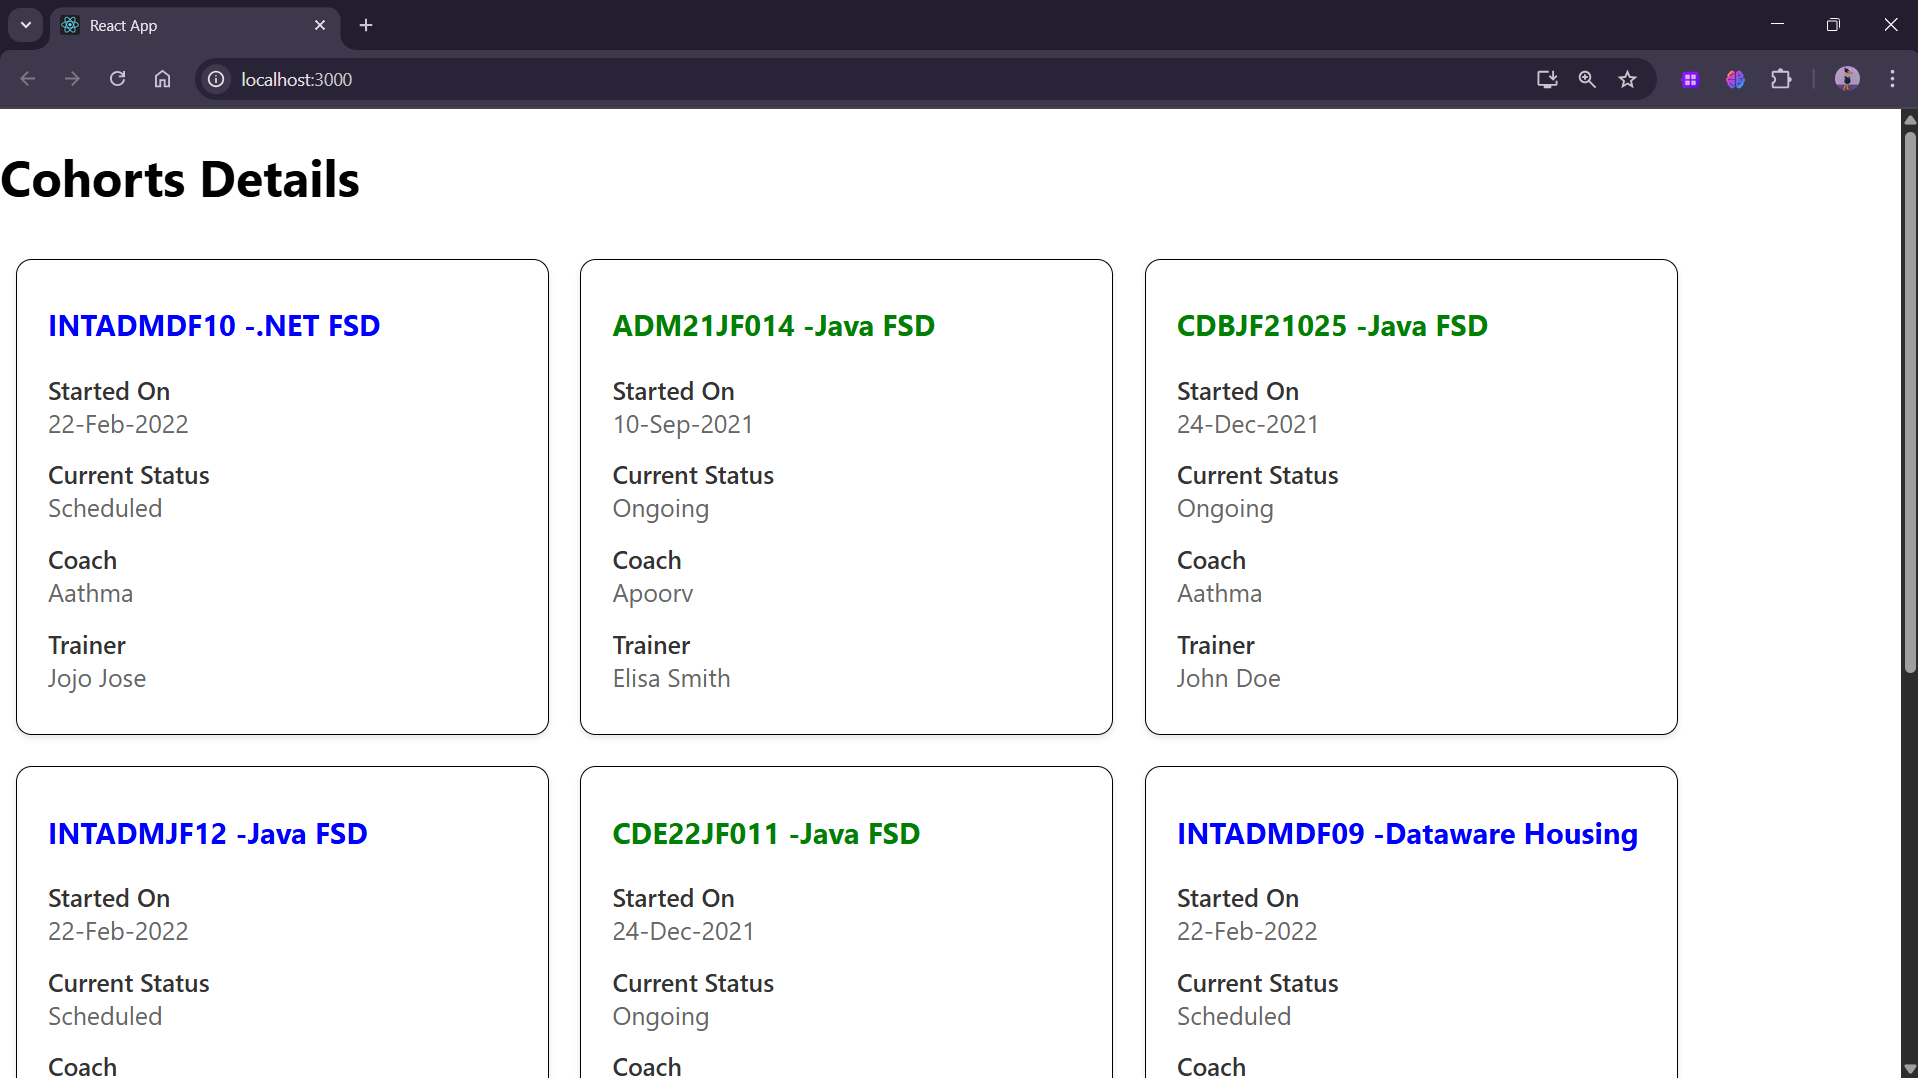 React App
localhost:3000
Cohorts Details
INTADMDF10 -.NET FSD
Started On
22-Feb-2022
Current Status
Scheduled
Coach
Aathma
Trainer
Jojo Jose
ADM21JF014 -Java FSD
Started On
10-Sep-2021
Current Status
Ongoing
Coach
Apoorv
Trainer
Elisa Smith
CDBJF21025 -Java FSD
Started On
24-Dec-2021
Current Status
Ongoing
Coach
Aathma
Trainer
John Doe
INTADMJF12 -Java FSD
Started On
22-Feb-2022
Current Status
Scheduled
Coach
CDE22JF011 -Java FSD
Started On
24-Dec-2021
Current Status
Ongoing
Coach
INTADMDF09 -Dataware Housing
Started On
22-Feb-2022
Current Status
Scheduled
Coach